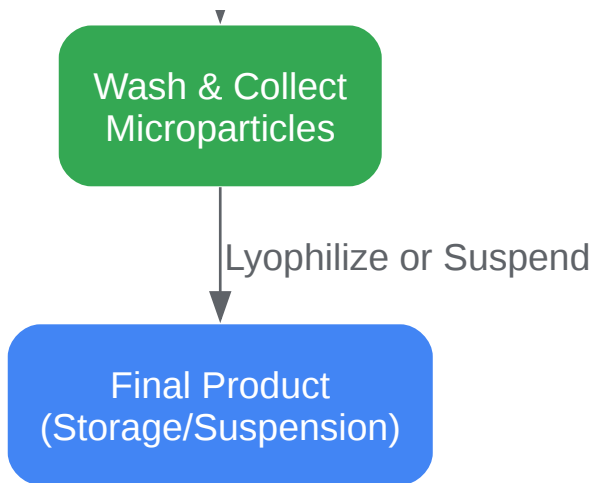 Wash & Collect
Microparticles
Lyophilize or Suspend
Final Product
(Storage/Suspension)